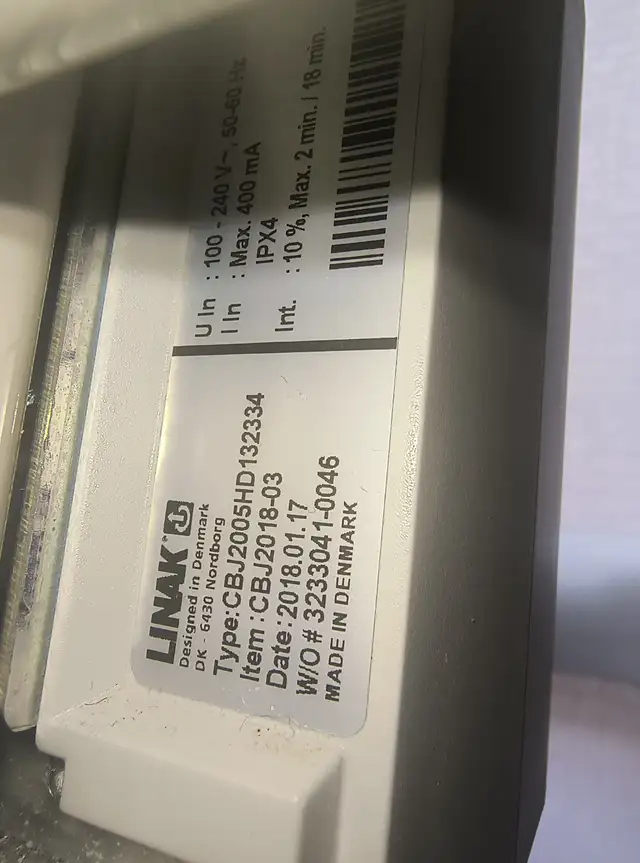 LINAK
Designed in Denmark
DK - 6430 Nordborg
Type:CBJ2005HD132334
Item :CBJ2018-03
Date:2018.01.17
W/O # 3233041-0046
MADE IN DENMARK
U In : 100 - 240 V~, 50-60 Hz
I In : Max. 400 mA
IPX4
Int. : 10 %, Max. 2 min. / 18 min.